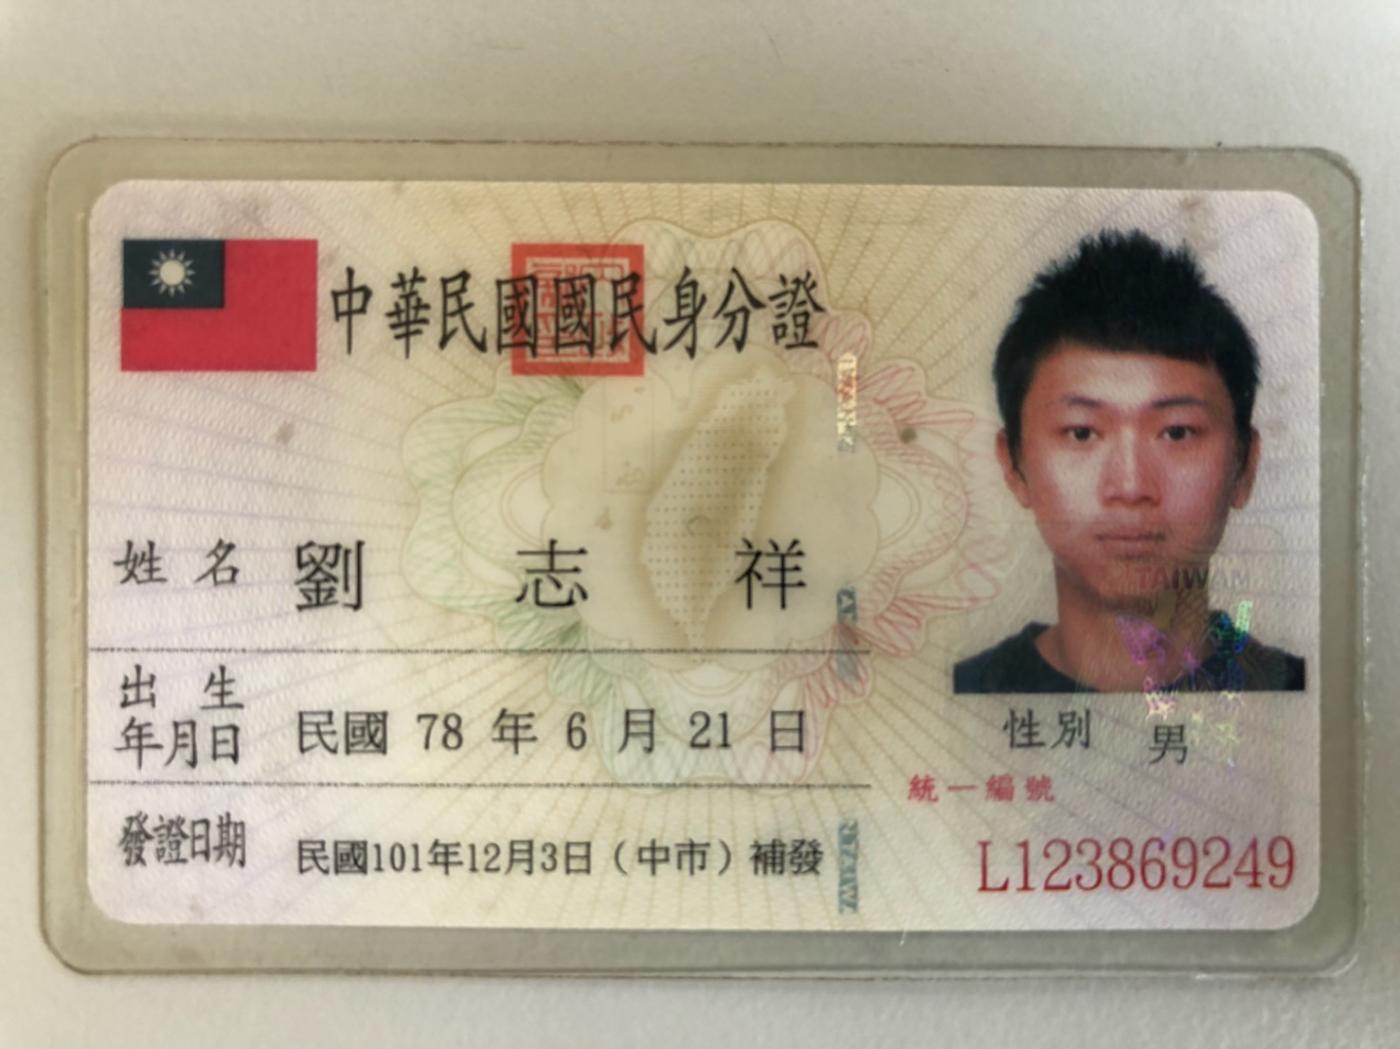 中華民國國民身分證
姓名 劉志祥
出生年月日 民國 78 年 6 月 21 日
發證日期 民國101年12月3日（中市）補發
TAIWAN
性別 男
統一編號
L123869249